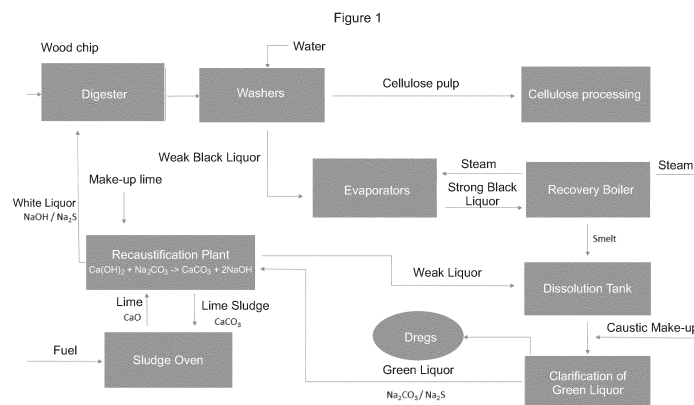 Figure 1
Wood chip
Water
Digester
Washers
Cellulose pulp
Cellulose processing
Weak Black Liquor
Steam
Steam
Make-up lime
Evaporators
Strong Black
Liquor
Recovery Boiler
White Liquor
NaOH / Na₂S
Smelt
Recaustification Plant
Ca(OH)₂ + Na₂CO₃ -> CaCO₃ + 2NaOH
Weak Liquor
Dissolution Tank
Lime
CaO
Lime Sludge
CaCO₃
Caustic Make-up
Dregs
Fuel
Sludge Oven
Green Liquor
Na₂CO₃ / Na₂S
Clarification of
Green Liquor